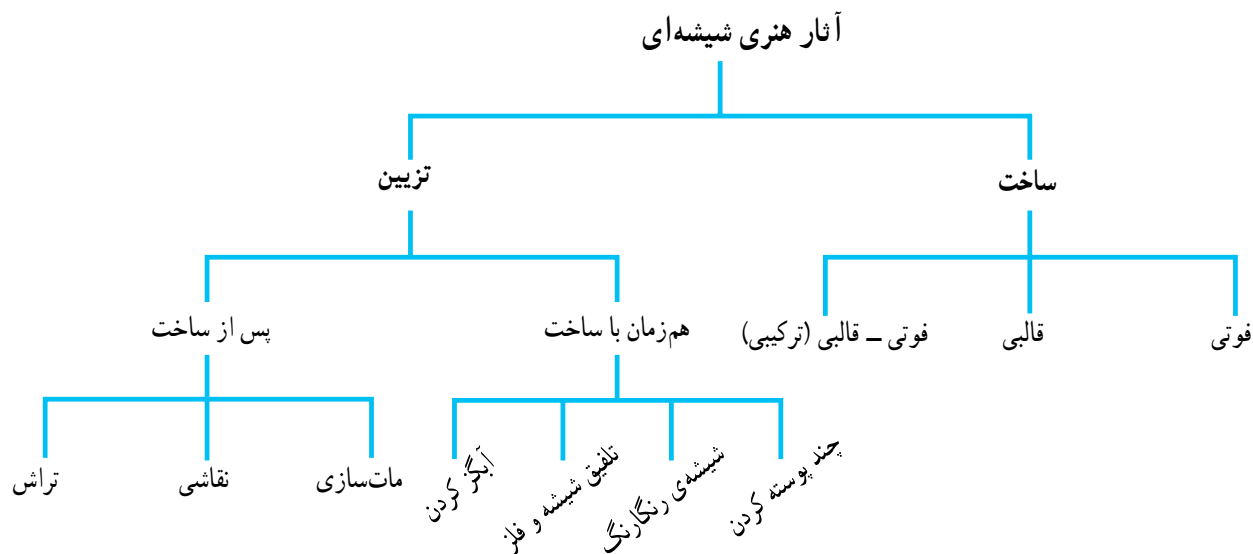 آثار هنری شیشه‌ای
ساخت
تزیین
فوتی
قالبی
فوتی – قالبی (ترکیبی)
هم‌زمان با ساخت
پس از ساخت
چند پوسته کردن
شیشه‌ی رنگارنگ
تلفیق شیشه و فلز
آبگز کردن
مات‌سازی
نقاشی
تراش